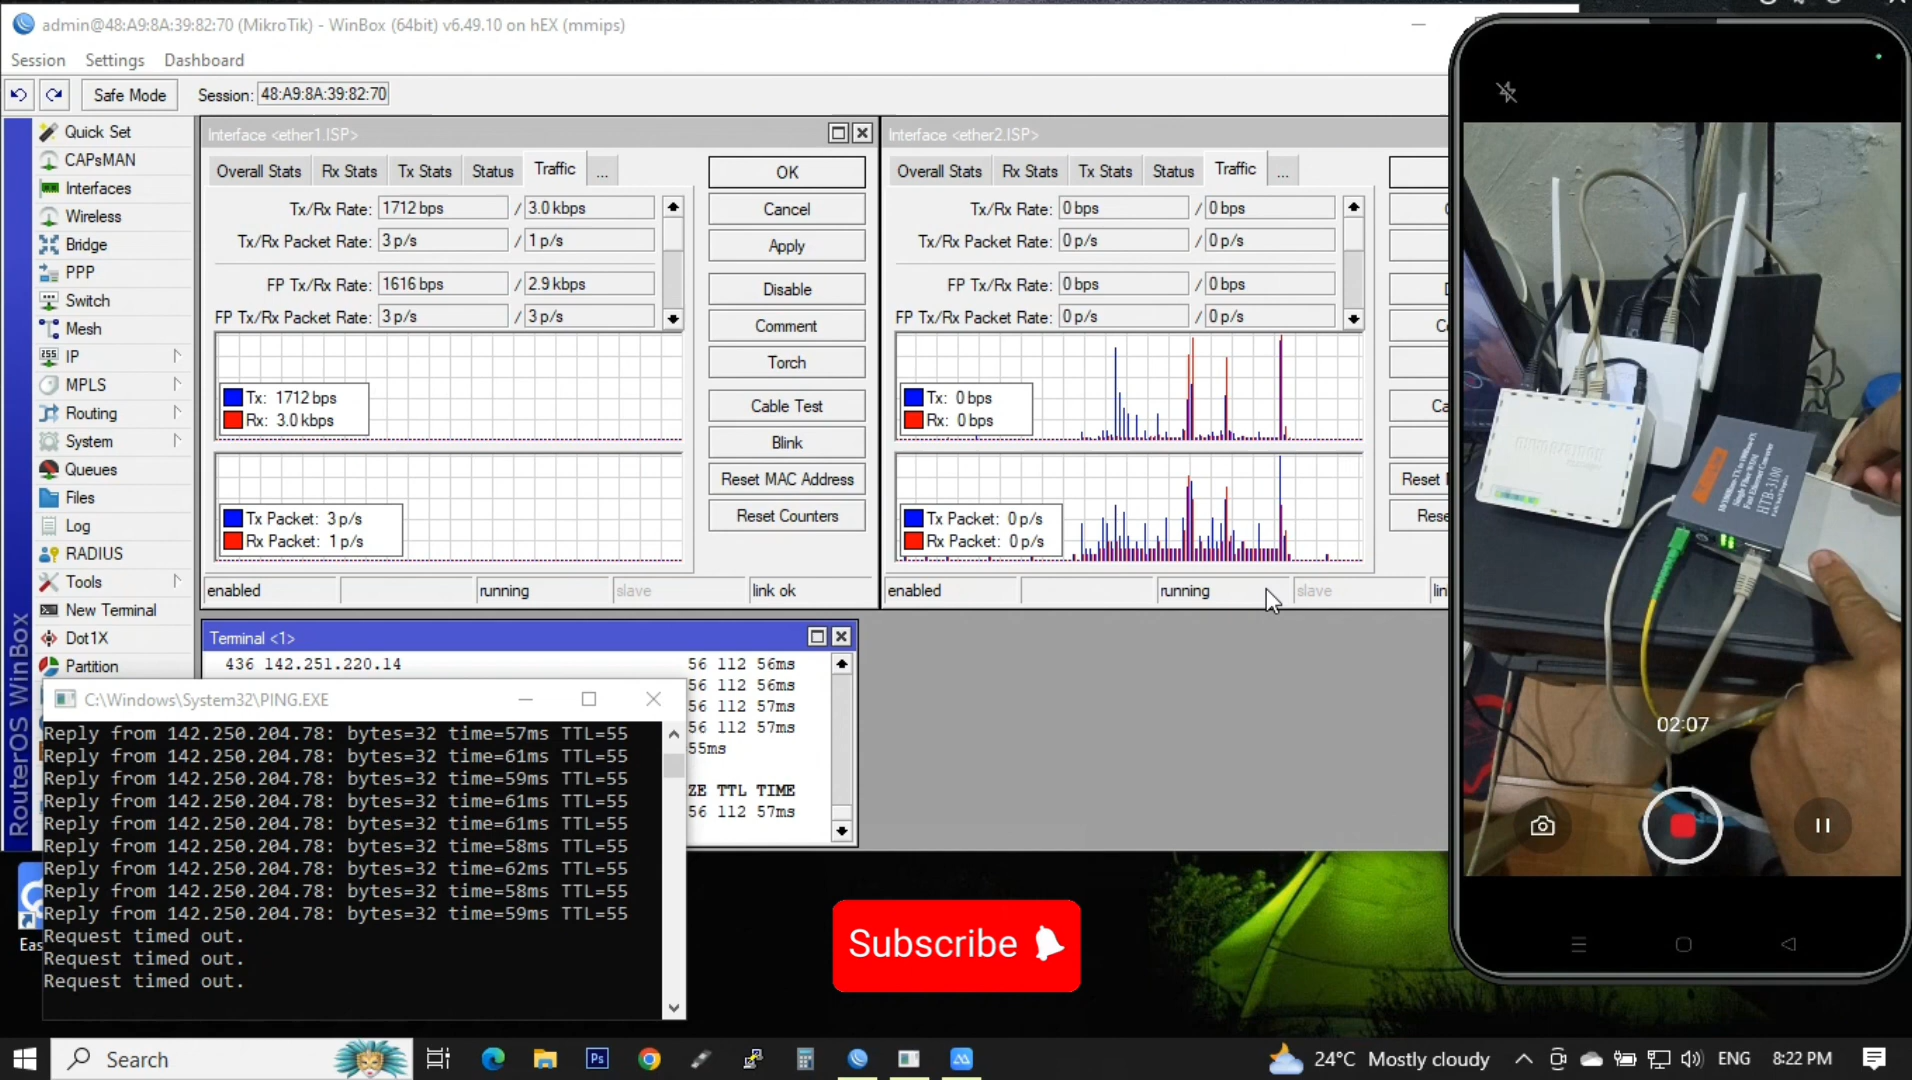 admin@48:A9:8A:39:82:70 (MikroTik) - WinBox (64bit) v6.49.10 on hEX (mmips)
Session Settings Dashboard
Safe Mode Session: 48:A9:8A:39:82:70
RouterOS WinBox
Quick Set
CAPsMAN
Interfaces
Wireless
Bridge
PPP
Switch
Mesh
IP
MPLS
Routing
System
Queues
Files
Log
RADIUS
Tools
New Terminal
Dot1X
Partition
Interface <ether1.ISP>
Overall Stats Rx Stats Tx Stats Status Traffic ...
Tx/Rx Rate: 1712 bps / 3.0 kbps
Tx/Rx Packet Rate: 3 p/s / 1 p/s
FP Tx/Rx Rate: 1616 bps / 2.9 kbps
FP Tx/Rx Packet Rate: 3 p/s / 3 p/s
Tx: 1712 bps
Rx: 3.0 kbps
Tx Packet: 3 p/s
Rx Packet: 1 p/s
OK
Cancel
Apply
Disable
Comment
Torch
Cable Test
Blink
Reset MAC Address
Reset Counters
enabled running slave link ok
Interface <ether2.ISP>
Overall Stats Rx Stats Tx Stats Status Traffic ...
Tx/Rx Rate: 0 bps / 0 bps
Tx/Rx Packet Rate: 0 p/s / 0 p/s
FP Tx/Rx Rate: 0 bps / 0 bps
FP Tx/Rx Packet Rate: 0 p/s / 0 p/s
Tx: 0 bps
Rx: 0 bps
Tx Packet: 0 p/s
Rx Packet: 0 p/s
enabled running slave
Terminal <1>
436 142.251.220.14 56 112 56ms
56 112 56ms
56 112 57ms
56 112 57ms
55ms
ZE TTL TIME
56 112 57ms
C:\Windows\System32\PING.EXE
Reply from 142.250.204.78: bytes=32 time=57ms TTL=55
Reply from 142.250.204.78: bytes=32 time=61ms TTL=55
Reply from 142.250.204.78: bytes=32 time=59ms TTL=55
Reply from 142.250.204.78: bytes=32 time=61ms TTL=55
Reply from 142.250.204.78: bytes=32 time=61ms TTL=55
Reply from 142.250.204.78: bytes=32 time=58ms TTL=55
Reply from 142.250.204.78: bytes=32 time=62ms TTL=55
Reply from 142.250.204.78: bytes=32 time=58ms TTL=55
Reply from 142.250.204.78: bytes=32 time=59ms TTL=55
Request timed out.
Request timed out.
Request timed out.
Eas
Subscribe
HTB-3100
02:07
Search
Ps
24°C Mostly cloudy
ENG
8:22 PM